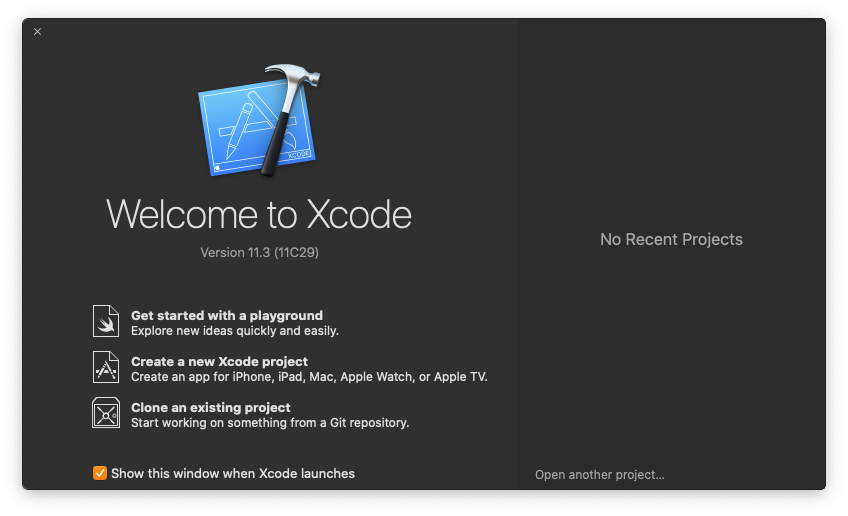 XCODE
Welcome to Xcode
Version 11.3 (11C29)
Get started with a playground
Explore new ideas quickly and easily.
Create a new Xcode project
Create an app for iPhone, iPad, Mac, Apple Watch, or Apple TV.
Clone an existing project
Start working on something from a Git repository.
Show this window when Xcode launches
No Recent Projects
Open another project...